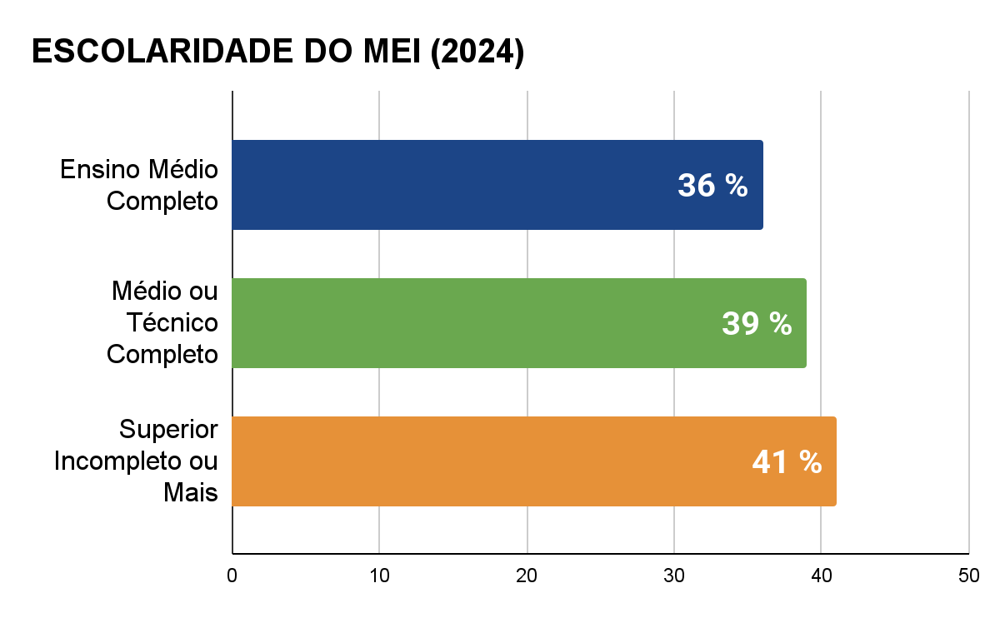 ESCOLARIDADE DO MEI (2024)
Ensino Médio
Completo
36 %
Médio ou
Técnico
Completo
39 %
Superior
Incompleto ou
Mais
41 %
0 10 20 30 40 50